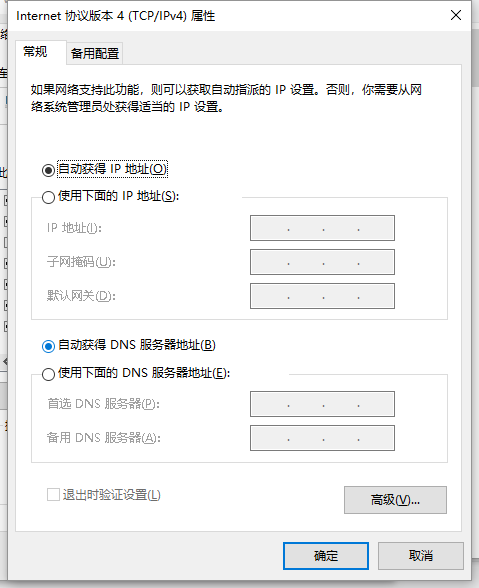 Internet 协议版本 4 (TCP/IPv4) 属性
常规
备用配置
如果网络支持此功能，则可以获取自动指派的 IP 设置。否则，你需要从网
络系统管理员处获得适当的 IP 设置。
自动获得 IP 地址(O)
使用下面的 IP 地址(S):
IP 地址(I):
子网掩码(U):
默认网关(D):
自动获得 DNS 服务器地址(B)
使用下面的 DNS 服务器地址(E):
首选 DNS 服务器(P):
备用 DNS 服务器(A):
退出时验证设置(L)
高级(V)...
确定
取消